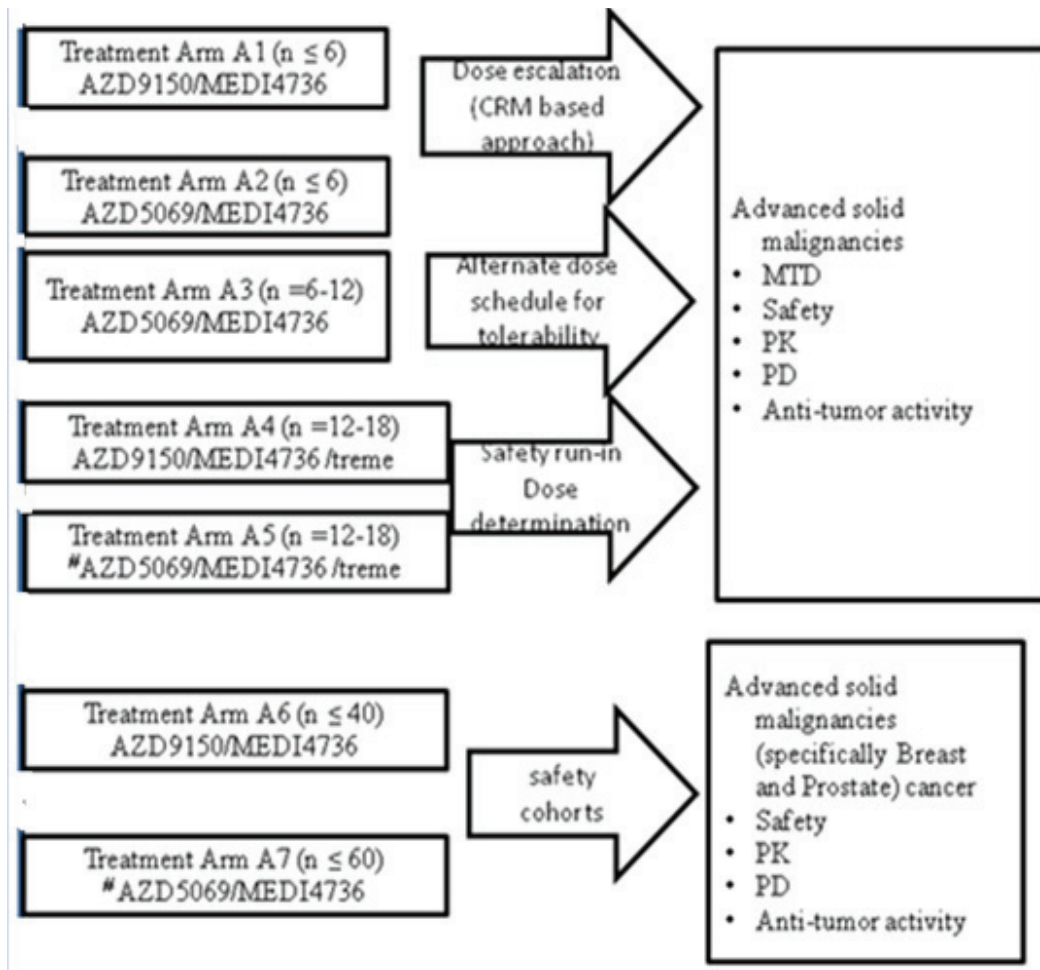 Treatment Arm A1 (n ≤ 6)
AZD9150/MEDI4736
Treatment Arm A2 (n ≤ 6)
AZD5069/MEDI4736
Treatment Arm A3 (n =6-12)
AZD5069/MEDI4736
Treatment Arm A4 (n =12-18)
AZD9150/MEDI4736 /treme
Treatment Arm A5 (n =12-18)
#AZD5069/MEDI4736 /treme
Treatment Arm A6 (n ≤ 40)
AZD9150/MEDI4736
Treatment Arm A7 (n ≤ 60)
#AZD5069/MEDI4736
Dose escalation
(CRM based
approach)
Alternate dose
schedule for
tolerability
Safety run-in
Dose
determination
safety
cohorts
Advanced solid
malignancies
• MTD
• Safety
• PK
• PD
• Anti-tumor activity
Advanced solid
malignancies
(specifically Breast
and Prostate) cancer
• Safety
• PK
• PD
• Anti-tumor activity